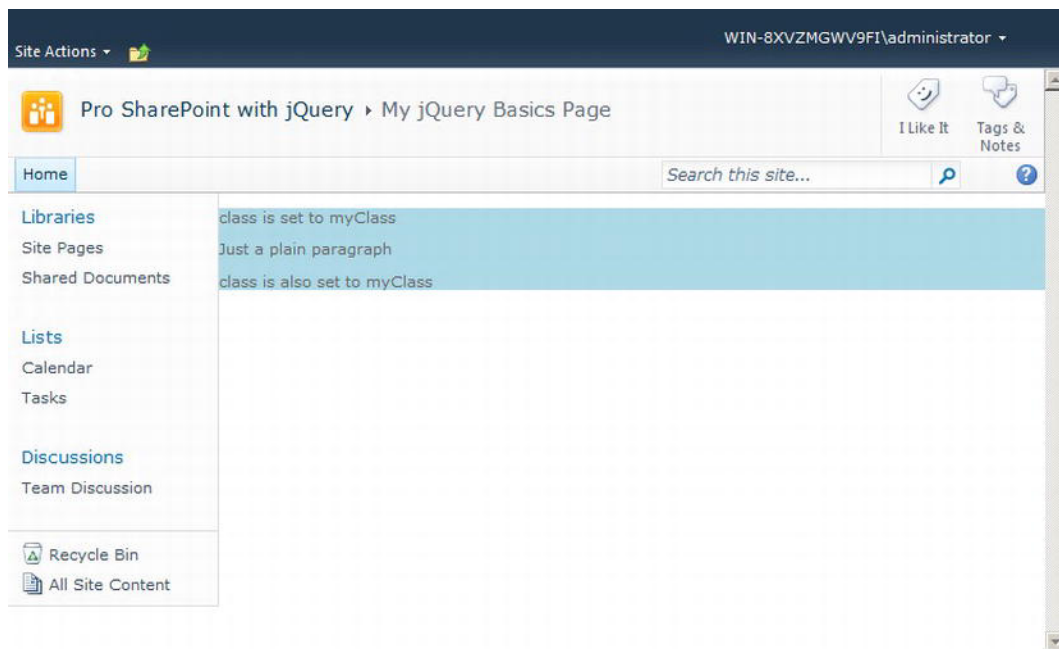 WIN-8XVZMGWV9FI\administrator
Site Actions
Pro SharePoint with jQuery ▸ My jQuery Basics Page
I Like It
Tags &
Notes
Home
Search this site...
Libraries
Site Pages
Shared Documents
Lists
Calendar
Tasks
Discussions
Team Discussion
Recycle Bin
All Site Content
class is set to myClass
Just a plain paragraph
class is also set to myClass